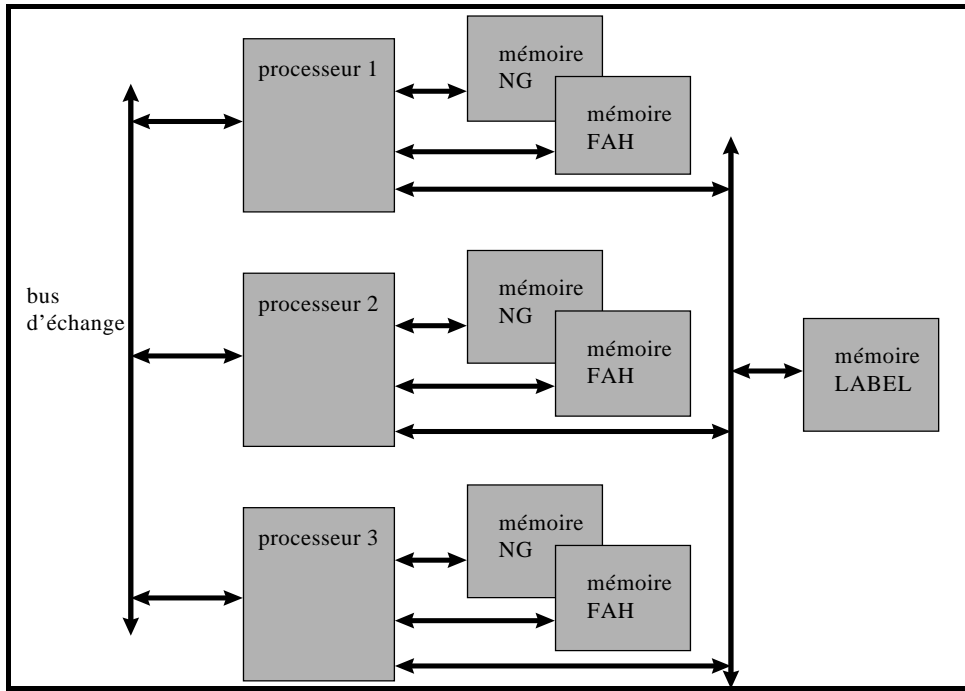 processeur 1
mémoire
NG
mémoire
FAH
bus
d'échange
processeur 2
mémoire
NG
mémoire
FAH
mémoire
LABEL
processeur 3
mémoire
NG
mémoire
FAH